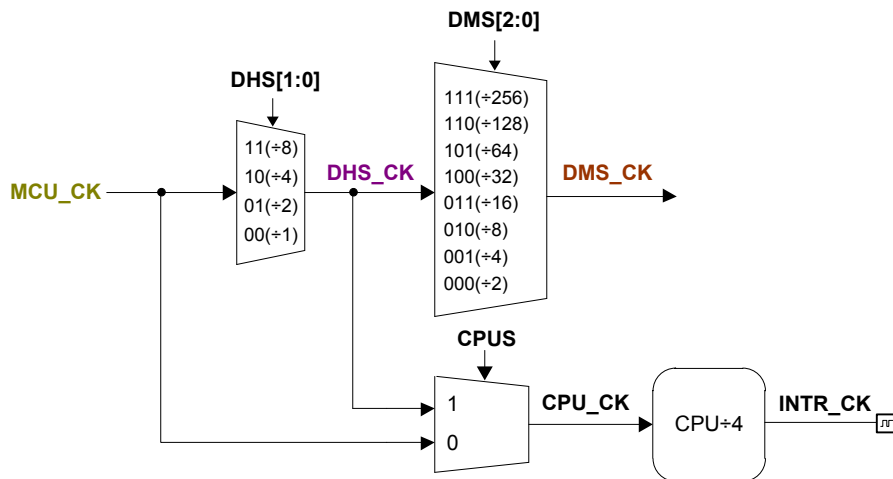 DMS[2:0]
DHS[1:0]
111(÷256)
110(÷128)
101(÷64)
100(÷32)
011(÷16)
010(÷8)
001(÷4)
000(÷2)
11(÷8)
10(÷4)
01(÷2)
00(÷1)
MCU_CK
DHS_CK
DMS_CK
CPUS
1
0
CPU_CK
CPU÷4
INTR_CK